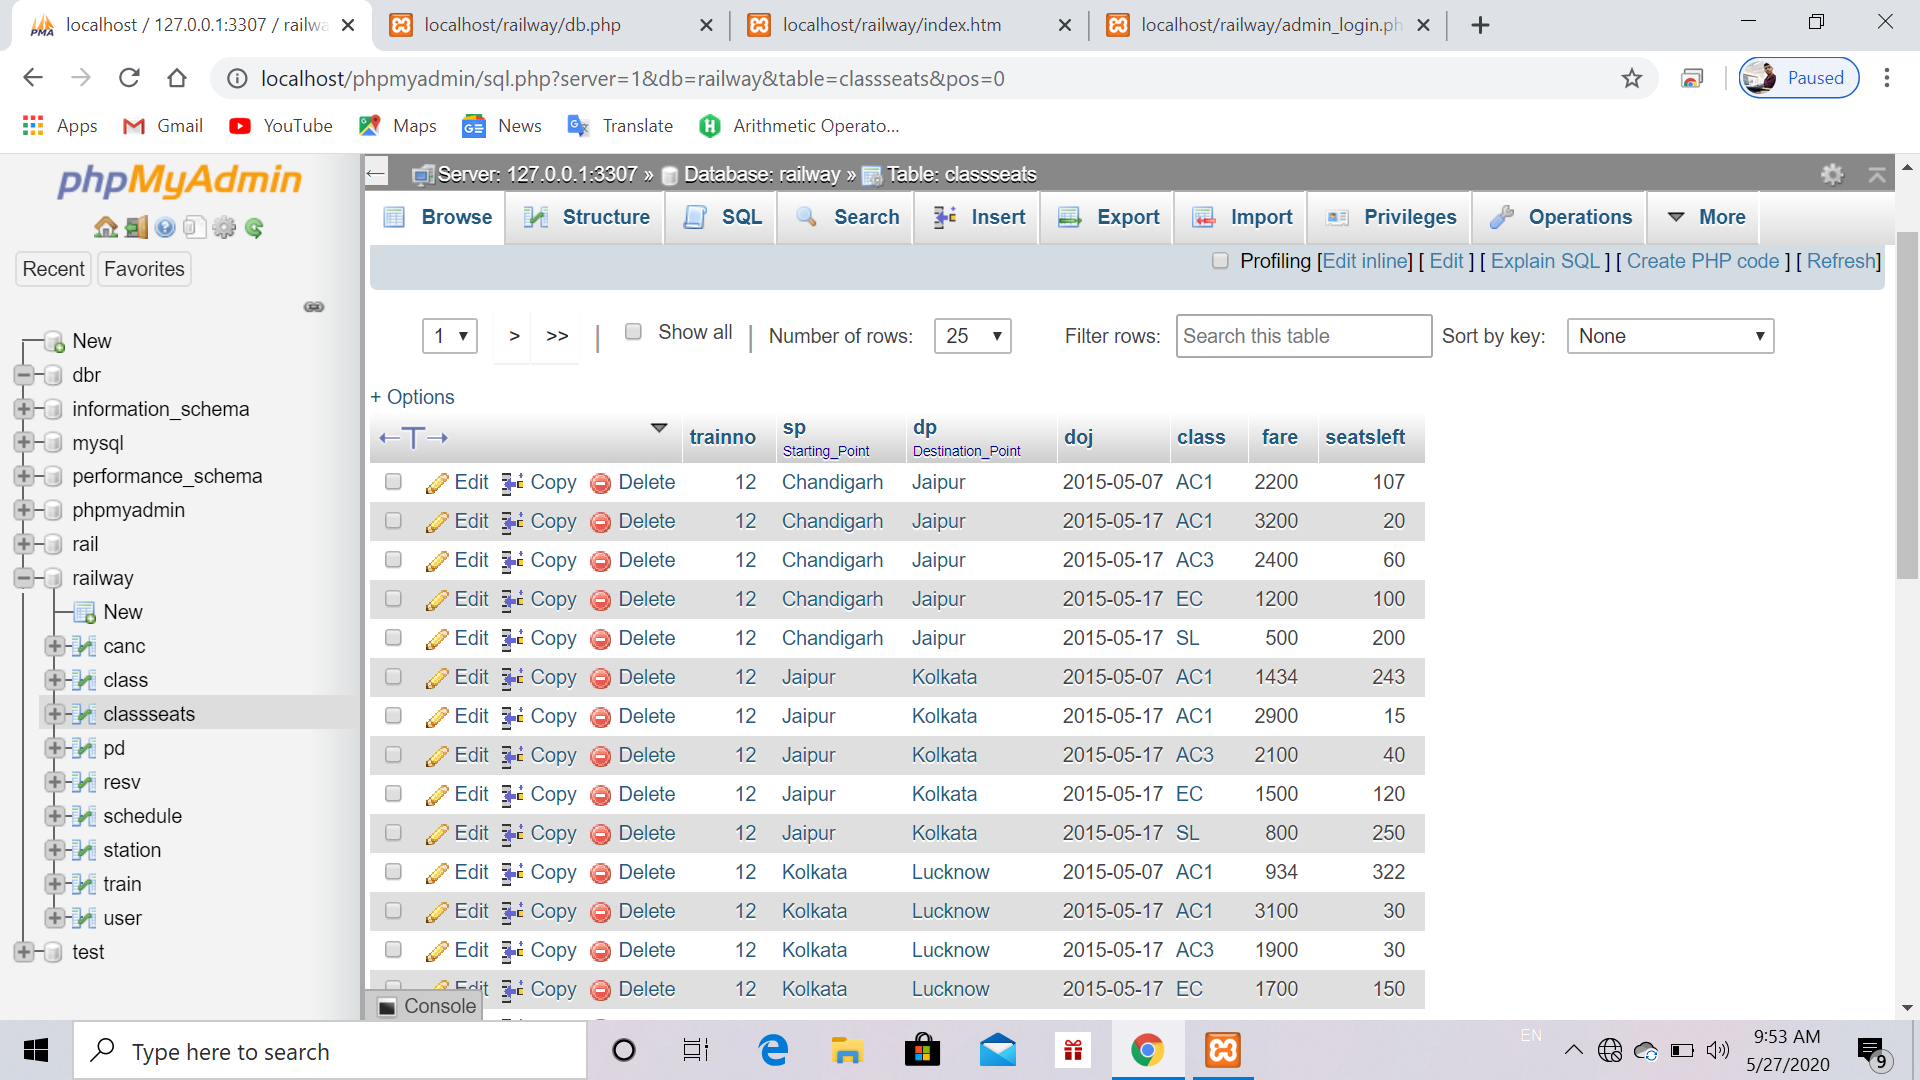 localhost / 127.0.0.1:3307 / railwa
localhost/railway/db.php
localhost/railway/index.htm
localhost/railway/admin_login.ph
localhost/phpmyadmin/sql.php?server=1&db=railway&table=classseats&pos=0
Paused
Apps
Gmail
YouTube
Maps
News
Translate
Arithmetic Operato...
phpMyAdmin
Recent
Favorites
New
dbr
information_schema
mysql
performance_schema
phpmyadmin
rail
railway
New
canc
class
classseats
pd
resv
schedule
station
train
user
test
Server: 127.0.0.1:3307 » Database: railway » Table: classseats
Browse Structure SQL Search Insert Export Import Privileges Operations More
Profiling [Edit inline] [ Edit ] [ Explain SQL ] [ Create PHP code ] [ Refresh]
1 > >> | Show all | Number of rows: 25 Filter rows: Search this table Sort by key: None
+ Options
trainno sp dp doj class fare seatsleft
Starting_Point Destination_Point
Edit Copy Delete 12 Chandigarh Jaipur 2015-05-07 AC1 2200 107
Edit Copy Delete 12 Chandigarh Jaipur 2015-05-17 AC1 3200 20
Edit Copy Delete 12 Chandigarh Jaipur 2015-05-17 AC3 2400 60
Edit Copy Delete 12 Chandigarh Jaipur 2015-05-17 EC 1200 100
Edit Copy Delete 12 Chandigarh Jaipur 2015-05-17 SL 500 200
Edit Copy Delete 12 Jaipur Kolkata 2015-05-07 AC1 1434 243
Edit Copy Delete 12 Jaipur Kolkata 2015-05-17 AC1 2900 15
Edit Copy Delete 12 Jaipur Kolkata 2015-05-17 AC3 2100 40
Edit Copy Delete 12 Jaipur Kolkata 2015-05-17 EC 1500 120
Edit Copy Delete 12 Jaipur Kolkata 2015-05-17 SL 800 250
Edit Copy Delete 12 Kolkata Lucknow 2015-05-07 AC1 934 322
Edit Copy Delete 12 Kolkata Lucknow 2015-05-17 AC1 3100 30
Edit Copy Delete 12 Kolkata Lucknow 2015-05-17 AC3 1900 30
Edit Copy Delete 12 Kolkata Lucknow 2015-05-17 EC 1700 150
Console
Type here to search
EN
9:53 AM
5/27/2020
9